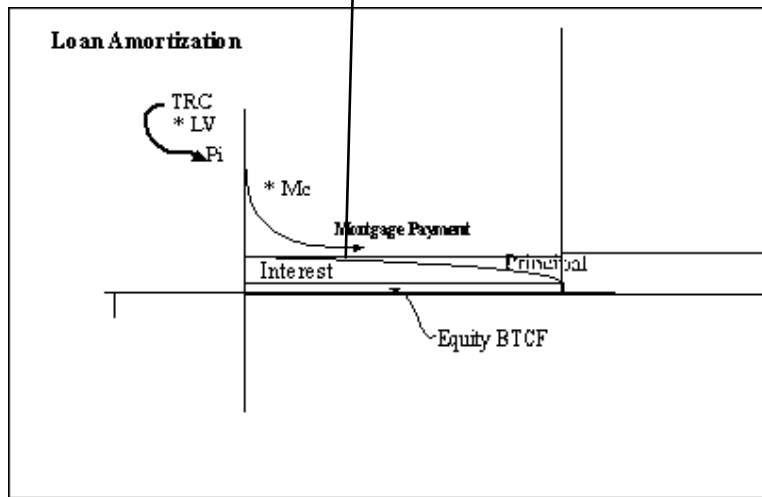 Loan Amortization
TRC
* LV
Pi
* Mc
Mortgage Payment
Interest
Principal
Equity BTCF